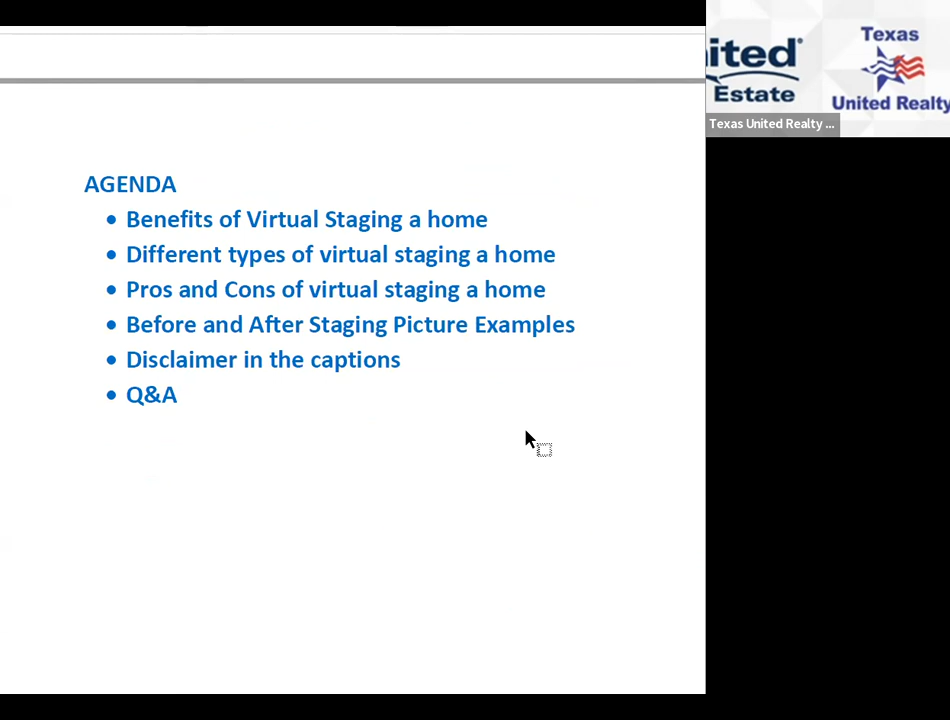 ited®
Estate
Texas
United Realty
Texas United Realty ...
AGENDA
• Benefits of Virtual Staging a home
• Different types of virtual staging a home
• Pros and Cons of virtual staging a home
• Before and After Staging Picture Examples
• Disclaimer in the captions
• Q&A